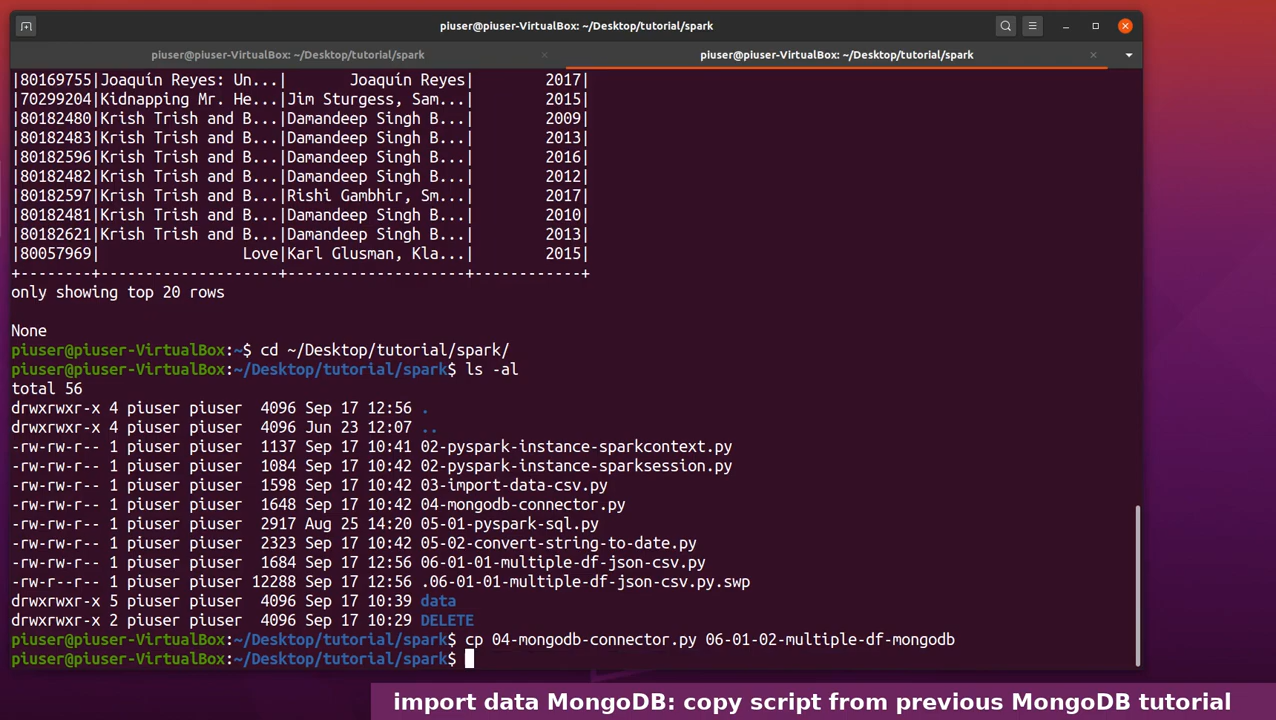 piuser@piuser-VirtualBox: ~/Desktop/tutorial/spark
piuser@piuser-VirtualBox: ~/Desktop/tutorial/spark
piuser@piuser-VirtualBox: ~/Desktop/tutorial/spark
|80169755|Joaquín Reyes: Un...|       Joaquín Reyes|        2017|
|70299204|Kidnapping Mr. He...|Jim Sturgess, Sam...|        2015|
|80182480|Krish Trish and B...|Damandeep Singh B...|        2009|
|80182483|Krish Trish and B...|Damandeep Singh B...|        2013|
|80182596|Krish Trish and B...|Damandeep Singh B...|        2016|
|80182482|Krish Trish and B...|Damandeep Singh B...|        2012|
|80182597|Krish Trish and B...|Rishi Gambhir, Sm...|        2017|
|80182481|Krish Trish and B...|Damandeep Singh B...|        2010|
|80182621|Krish Trish and B...|Damandeep Singh B...|        2013|
|80057969|                Love|Karl Glusman, Kla...|        2015|
+--------+--------------------+--------------------+------------+
only showing top 20 rows
None
piuser@piuser-VirtualBox:~$ cd ~/Desktop/tutorial/spark/
piuser@piuser-VirtualBox:~/Desktop/tutorial/spark$ ls -al
total 56
drwxrwxr-x 4 piuser piuser  4096 Sep 17 12:56 .
drwxrwxr-x 4 piuser piuser  4096 Jun 23 12:07 ..
-rw-rw-r-- 1 piuser piuser  1137 Sep 17 10:41 02-pyspark-instance-sparkcontext.py
-rw-rw-r-- 1 piuser piuser  1084 Sep 17 10:42 02-pyspark-instance-sparksession.py
-rw-rw-r-- 1 piuser piuser  1598 Sep 17 10:42 03-import-data-csv.py
-rw-rw-r-- 1 piuser piuser  1648 Sep 17 10:42 04-mongodb-connector.py
-rw-rw-r-- 1 piuser piuser  2917 Aug 25 14:20 05-01-pyspark-sql.py
-rw-rw-r-- 1 piuser piuser  2323 Sep 17 10:42 05-02-convert-string-to-date.py
-rw-rw-r-- 1 piuser piuser  1684 Sep 17 12:56 06-01-01-multiple-df-json-csv.py
-rw-r--r-- 1 piuser piuser 12288 Sep 17 12:56 .06-01-01-multiple-df-json-csv.py.swp
drwxrwxr-x 5 piuser piuser  4096 Sep 17 10:39 data
drwxrwxr-x 2 piuser piuser  4096 Sep 17 10:29 DELETE
piuser@piuser-VirtualBox:~/Desktop/tutorial/spark$ cp 04-mongodb-connector.py 06-01-02-multiple-df-mongodb
piuser@piuser-VirtualBox:~/Desktop/tutorial/spark$
import data MongoDB: copy script from previous MongoDB tutorial